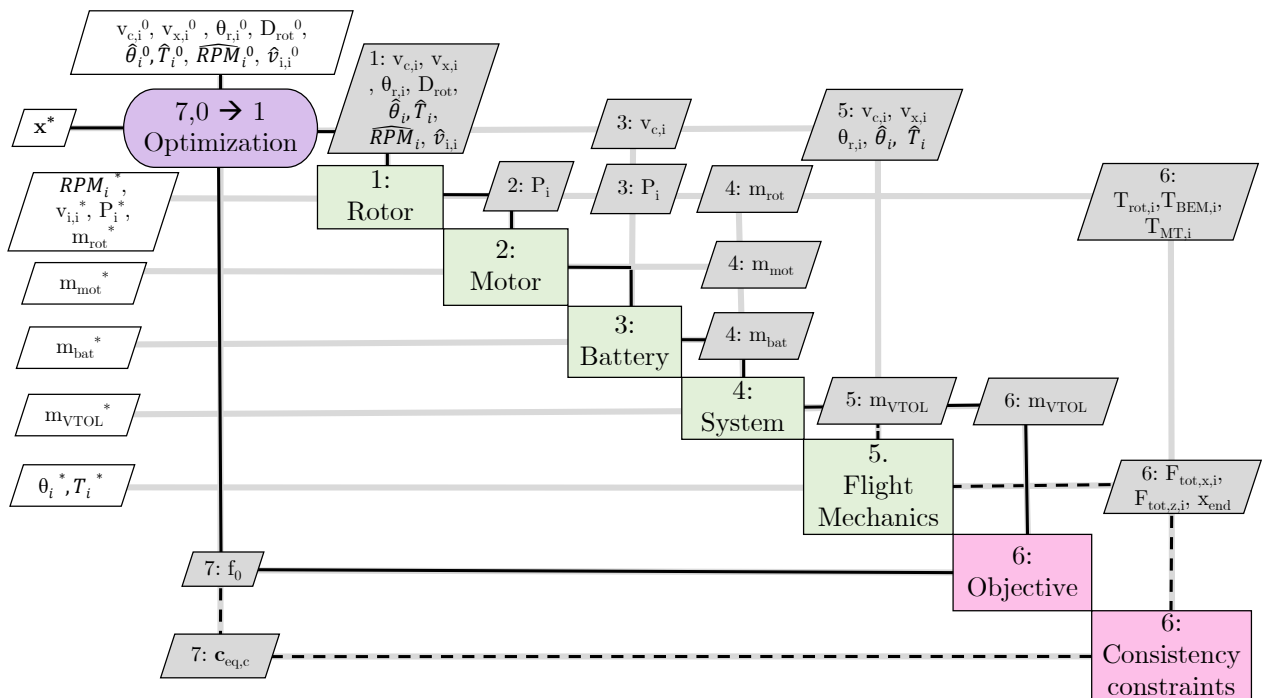 v_c,i^0, v_x,i^0 , θ_r,i^0, D_rot^0,
θ̂_i^0,T̂_i^0, R͡PM_i^0, v̂_i,i^0
7,0 → 1
Optimization
x*
1: v_c,i, v_x,i
, θ_r,i, D_rot,
θ̂_i,T̂_i,
R͡PM_i, v̂_i,i
3: v_c,i
5: v_c,i, v_x,i
θ_r,i, θ̂_i, T̂_i
RPM_i^*,
v_i,i^*, P_i^*,
m_rot^*
1:
Rotor
2: P_i
3: P_i
4: m_rot
6:
T_rot,i,T_BEM,i,
T_MT,i
m_mot^*
2:
Motor
4: m_mot
m_bat^*
3:
Battery
4: m_bat
m_VTOL^*
4:
System
5: m_VTOL
6: m_VTOL
θ_i^*,T_i^*
5.
Flight
Mechanics
6: F_tot,x,i,
F_tot,z,i, x_end
7: f_0
6:
Objective
7: c_eq,c
6:
Consistency
constraints